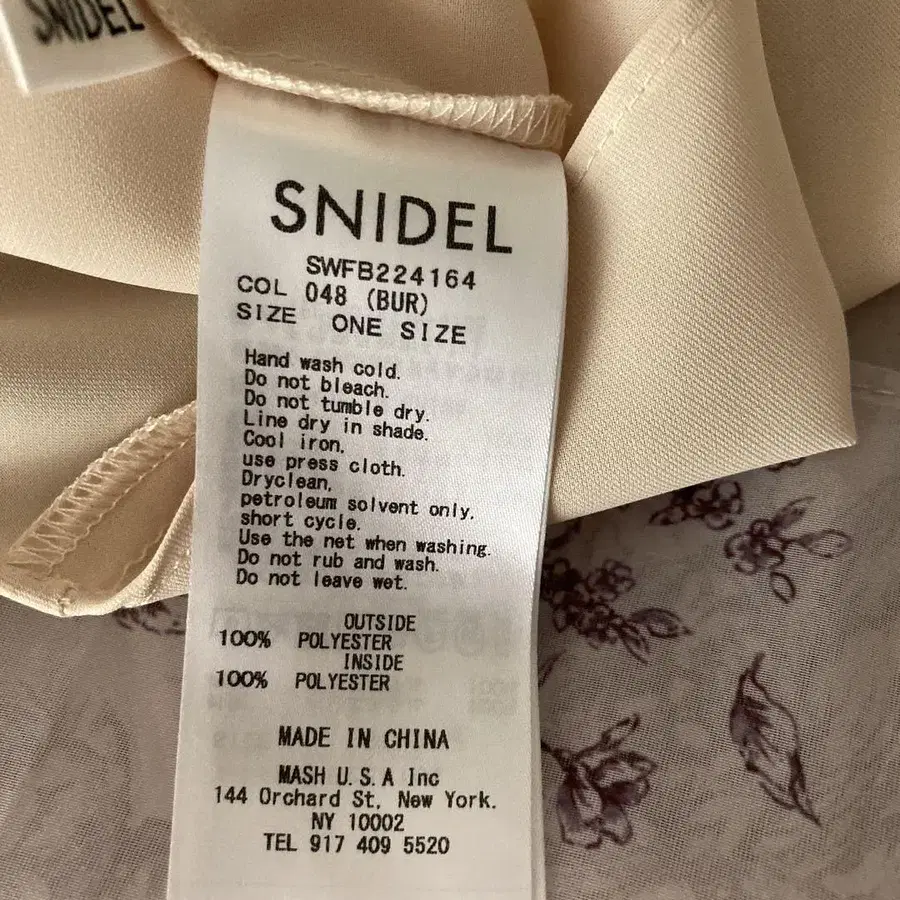 SNIDEL
SNIDEL
SWFB224164
COL 048 (BUR)
SIZE ONE SIZE
Hand wash cold.
Do not bleach.
Do not tumble dry.
Line dry in shade.
Cool iron,
use press cloth.
Dryclean,
petroleum solvent only,
short cycle.
Use the net when washing.
Do not rub and wash.
Do not leave wet.
OUTSIDE
100% POLYESTER
INSIDE
100% POLYESTER
MADE IN CHINA
MASH U.S.A Inc
144 Orchard St, New York.
NY 10002
TEL 917 409 5520